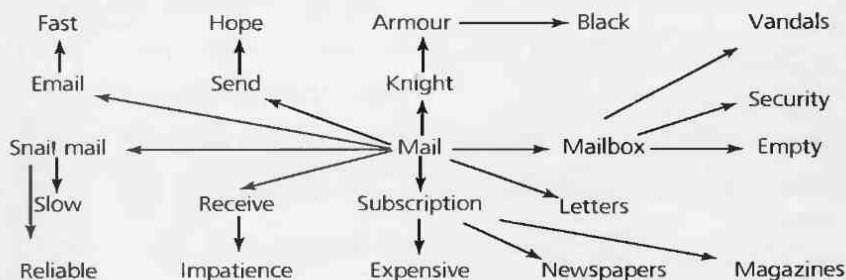 Fast Hope Armour Black Vandals
Email Send Knight Security
Snail mail Mail Mailbox Empty
Slow Receive Subscription Letters
Reliable Impatience Expensive Newspapers Magazines